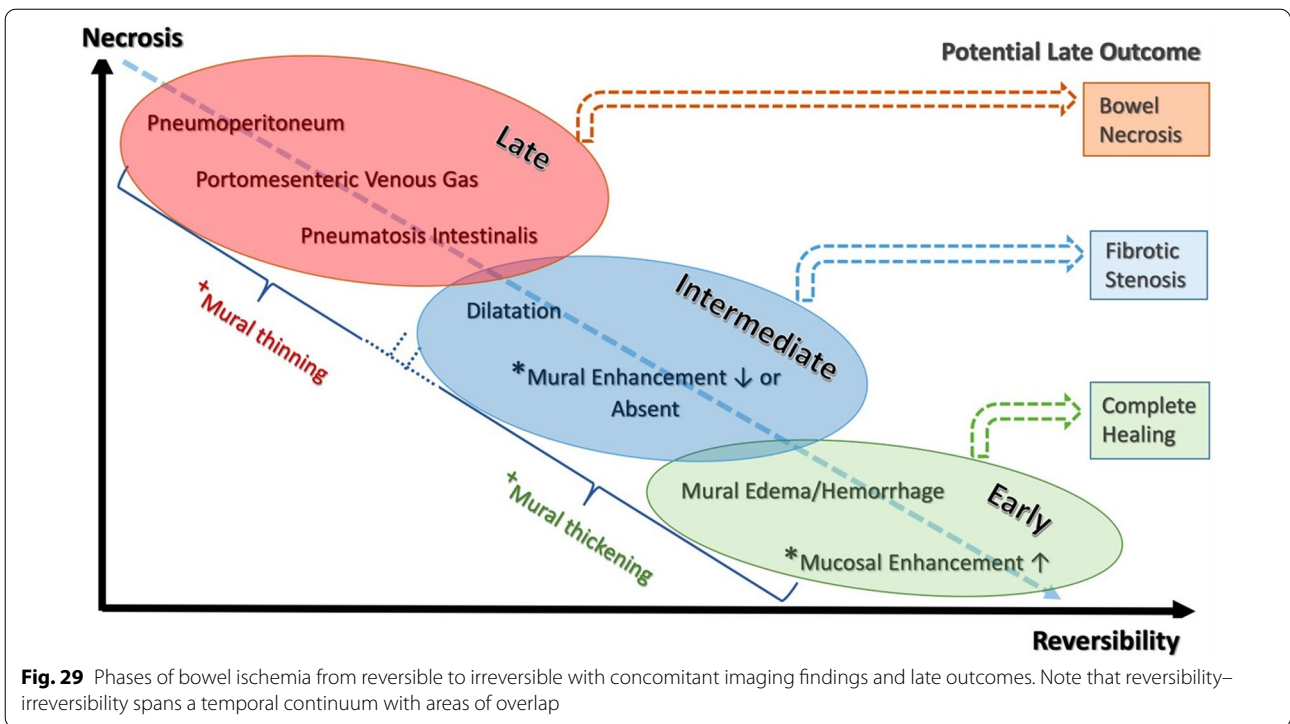 Necrosis
Potential Late Outcome
Late
Pneumoperitoneum
Portomesenteric Venous Gas
Pneumatosis Intestinalis
Bowel
Necrosis
+Mural thinning
Intermediate
Dilatation
*Mural Enhancement ↓ or
Absent
Fibrotic
Stenosis
+Mural thickening
Early
Mural Edema/Hemorrhage
*Mucosal Enhancement ↑
Complete
Healing
Reversibility
Fig. 29 Phases of bowel ischemia from reversible to irreversible with concomitant imaging findings and late outcomes. Note that reversibility–
irreversibility spans a temporal continuum with areas of overlap